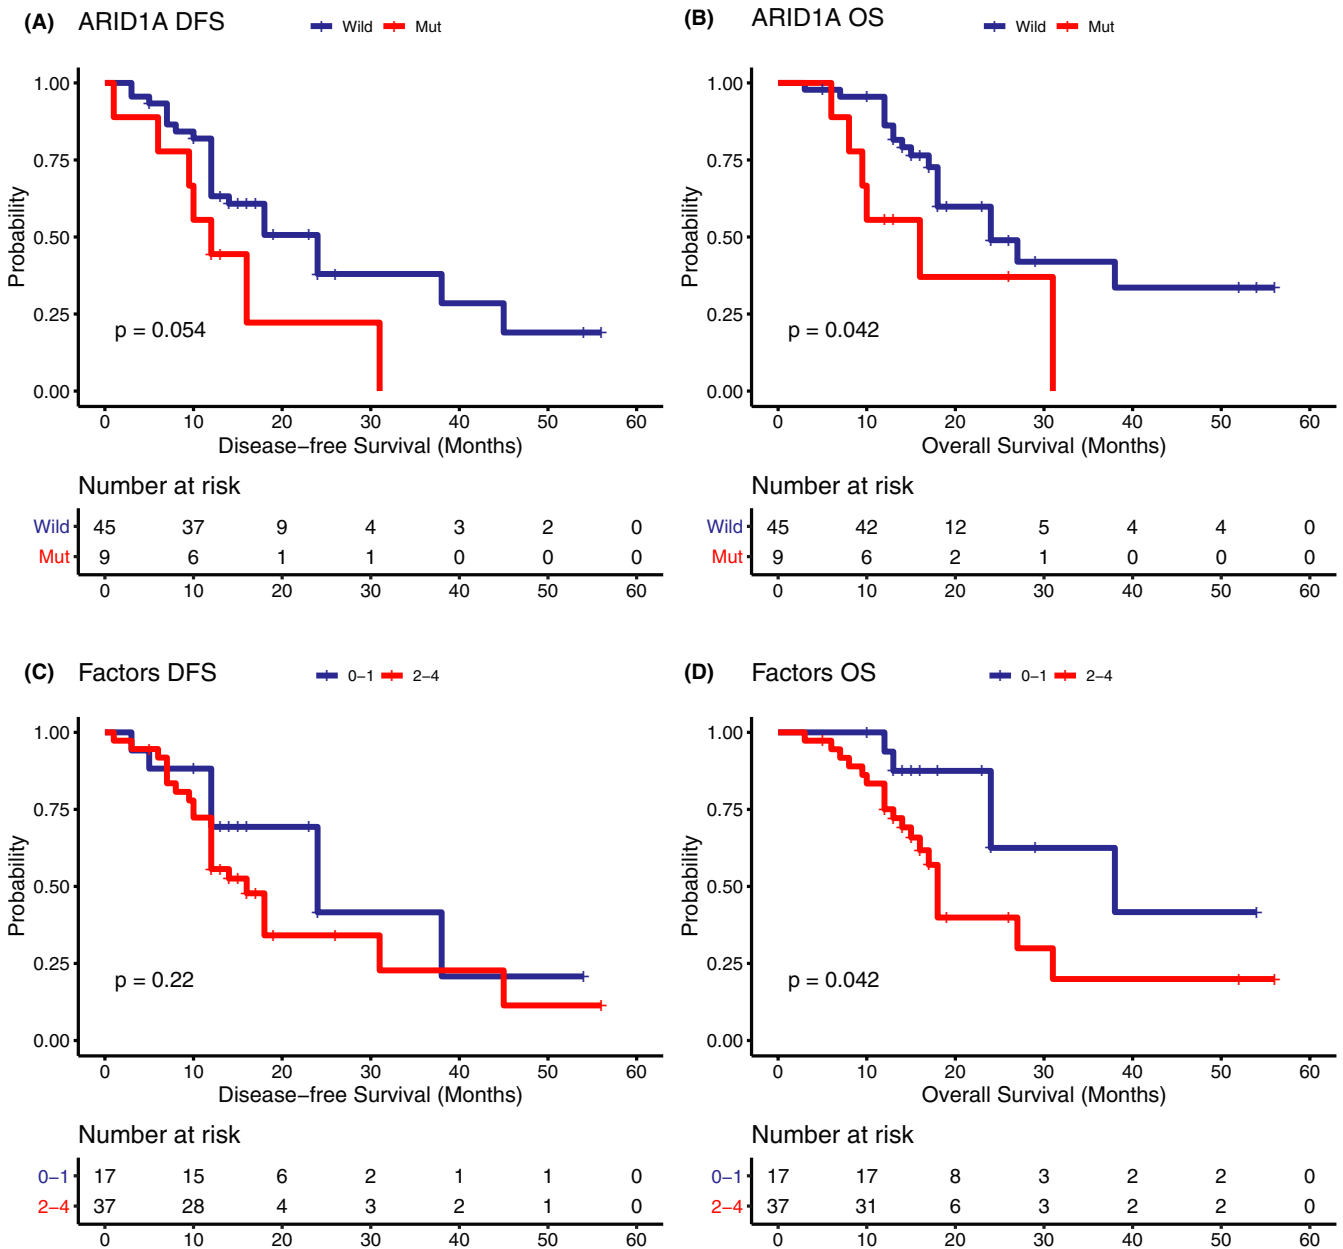 (A) ARID1A DFS Wild Mut
1.00
0.75
0.50
0.25
0.00
Probability
p = 0.054
0 10 20 30 40 50 60
Disease−free Survival (Months)
Number at risk
Wild 45 37 9 4 3 2 0
Mut 9 6 1 1 0 0 0
0 10 20 30 40 50 60
(B) ARID1A OS Wild Mut
1.00
0.75
0.50
0.25
0.00
Probability
p = 0.042
0 10 20 30 40 50 60
Overall Survival (Months)
Number at risk
Wild 45 42 12 5 4 4 0
Mut 9 6 2 1 0 0 0
0 10 20 30 40 50 60
(C) Factors DFS 0−1 2−4
1.00
0.75
0.50
0.25
0.00
Probability
p = 0.22
0 10 20 30 40 50 60
Disease−free Survival (Months)
Number at risk
0−1 17 15 6 2 1 1 0
2−4 37 28 4 3 2 1 0
0 10 20 30 40 50 60
(D) Factors OS 0−1 2−4
1.00
0.75
0.50
0.25
0.00
Probability
p = 0.042
0 10 20 30 40 50 60
Overall Survival (Months)
Number at risk
0−1 17 17 8 3 2 2 0
2−4 37 31 6 3 2 2 0
0 10 20 30 40 50 60